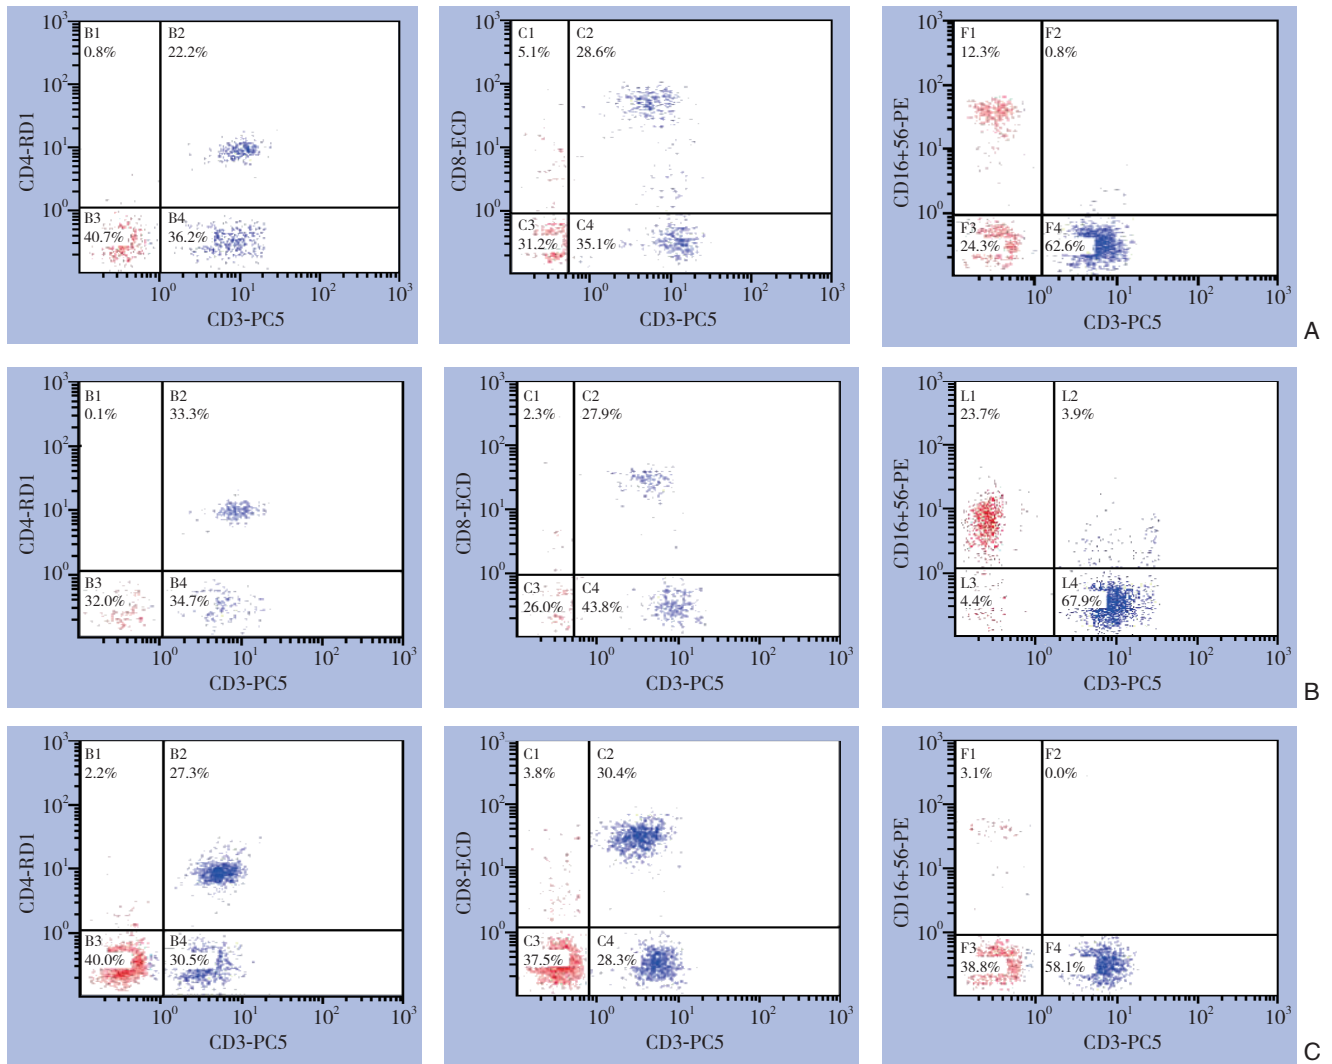 10³
10²
10¹
10⁰
CD4-RD1
B1
0.8%
B2
22.2%
B3
40.7%
B4
36.2%
10⁰ 10¹ 10² 10³
CD3-PC5
10³
10²
10¹
10⁰
CD8-ECD
C1
5.1%
C2
28.6%
C3
31.2%
C4
35.1%
10⁰ 10¹ 10² 10³
CD3-PC5
10³
10²
10¹
10⁰
CD16+56-PE
F1
12.3%
F2
0.8%
F3
24.3%
F4
62.6%
10⁰ 10¹ 10² 10³
CD3-PC5
A
10³
10²
10¹
10⁰
CD4-RD1
B1
0.1%
B2
33.3%
B3
32.0%
B4
34.7%
10⁰ 10¹ 10² 10³
CD3-PC5
10³
10²
10¹
10⁰
CD8-ECD
C1
2.3%
C2
27.9%
C3
26.0%
C4
43.8%
10⁰ 10¹ 10² 10³
CD3-PC5
10³
10²
10¹
10⁰
CD16+56-PE
L1
23.7%
L2
3.9%
L3
4.4%
L4
67.9%
10⁰ 10¹ 10² 10³
CD3-PC5
B
10³
10²
10¹
10⁰
CD4-RD1
B1
2.2%
B2
27.3%
B3
40.0%
B4
30.5%
10⁰ 10¹ 10² 10³
CD3-PC5
10³
10²
10¹
10⁰
CD8-ECD
C1
3.8%
C2
30.4%
C3
37.5%
C4
28.3%
10⁰ 10¹ 10² 10³
CD3-PC5
10³
10²
10¹
10⁰
CD16+56-PE
F1
3.1%
F2
0.0%
F3
38.8%
F4
58.1%
10⁰ 10¹ 10² 10³
CD3-PC5
C